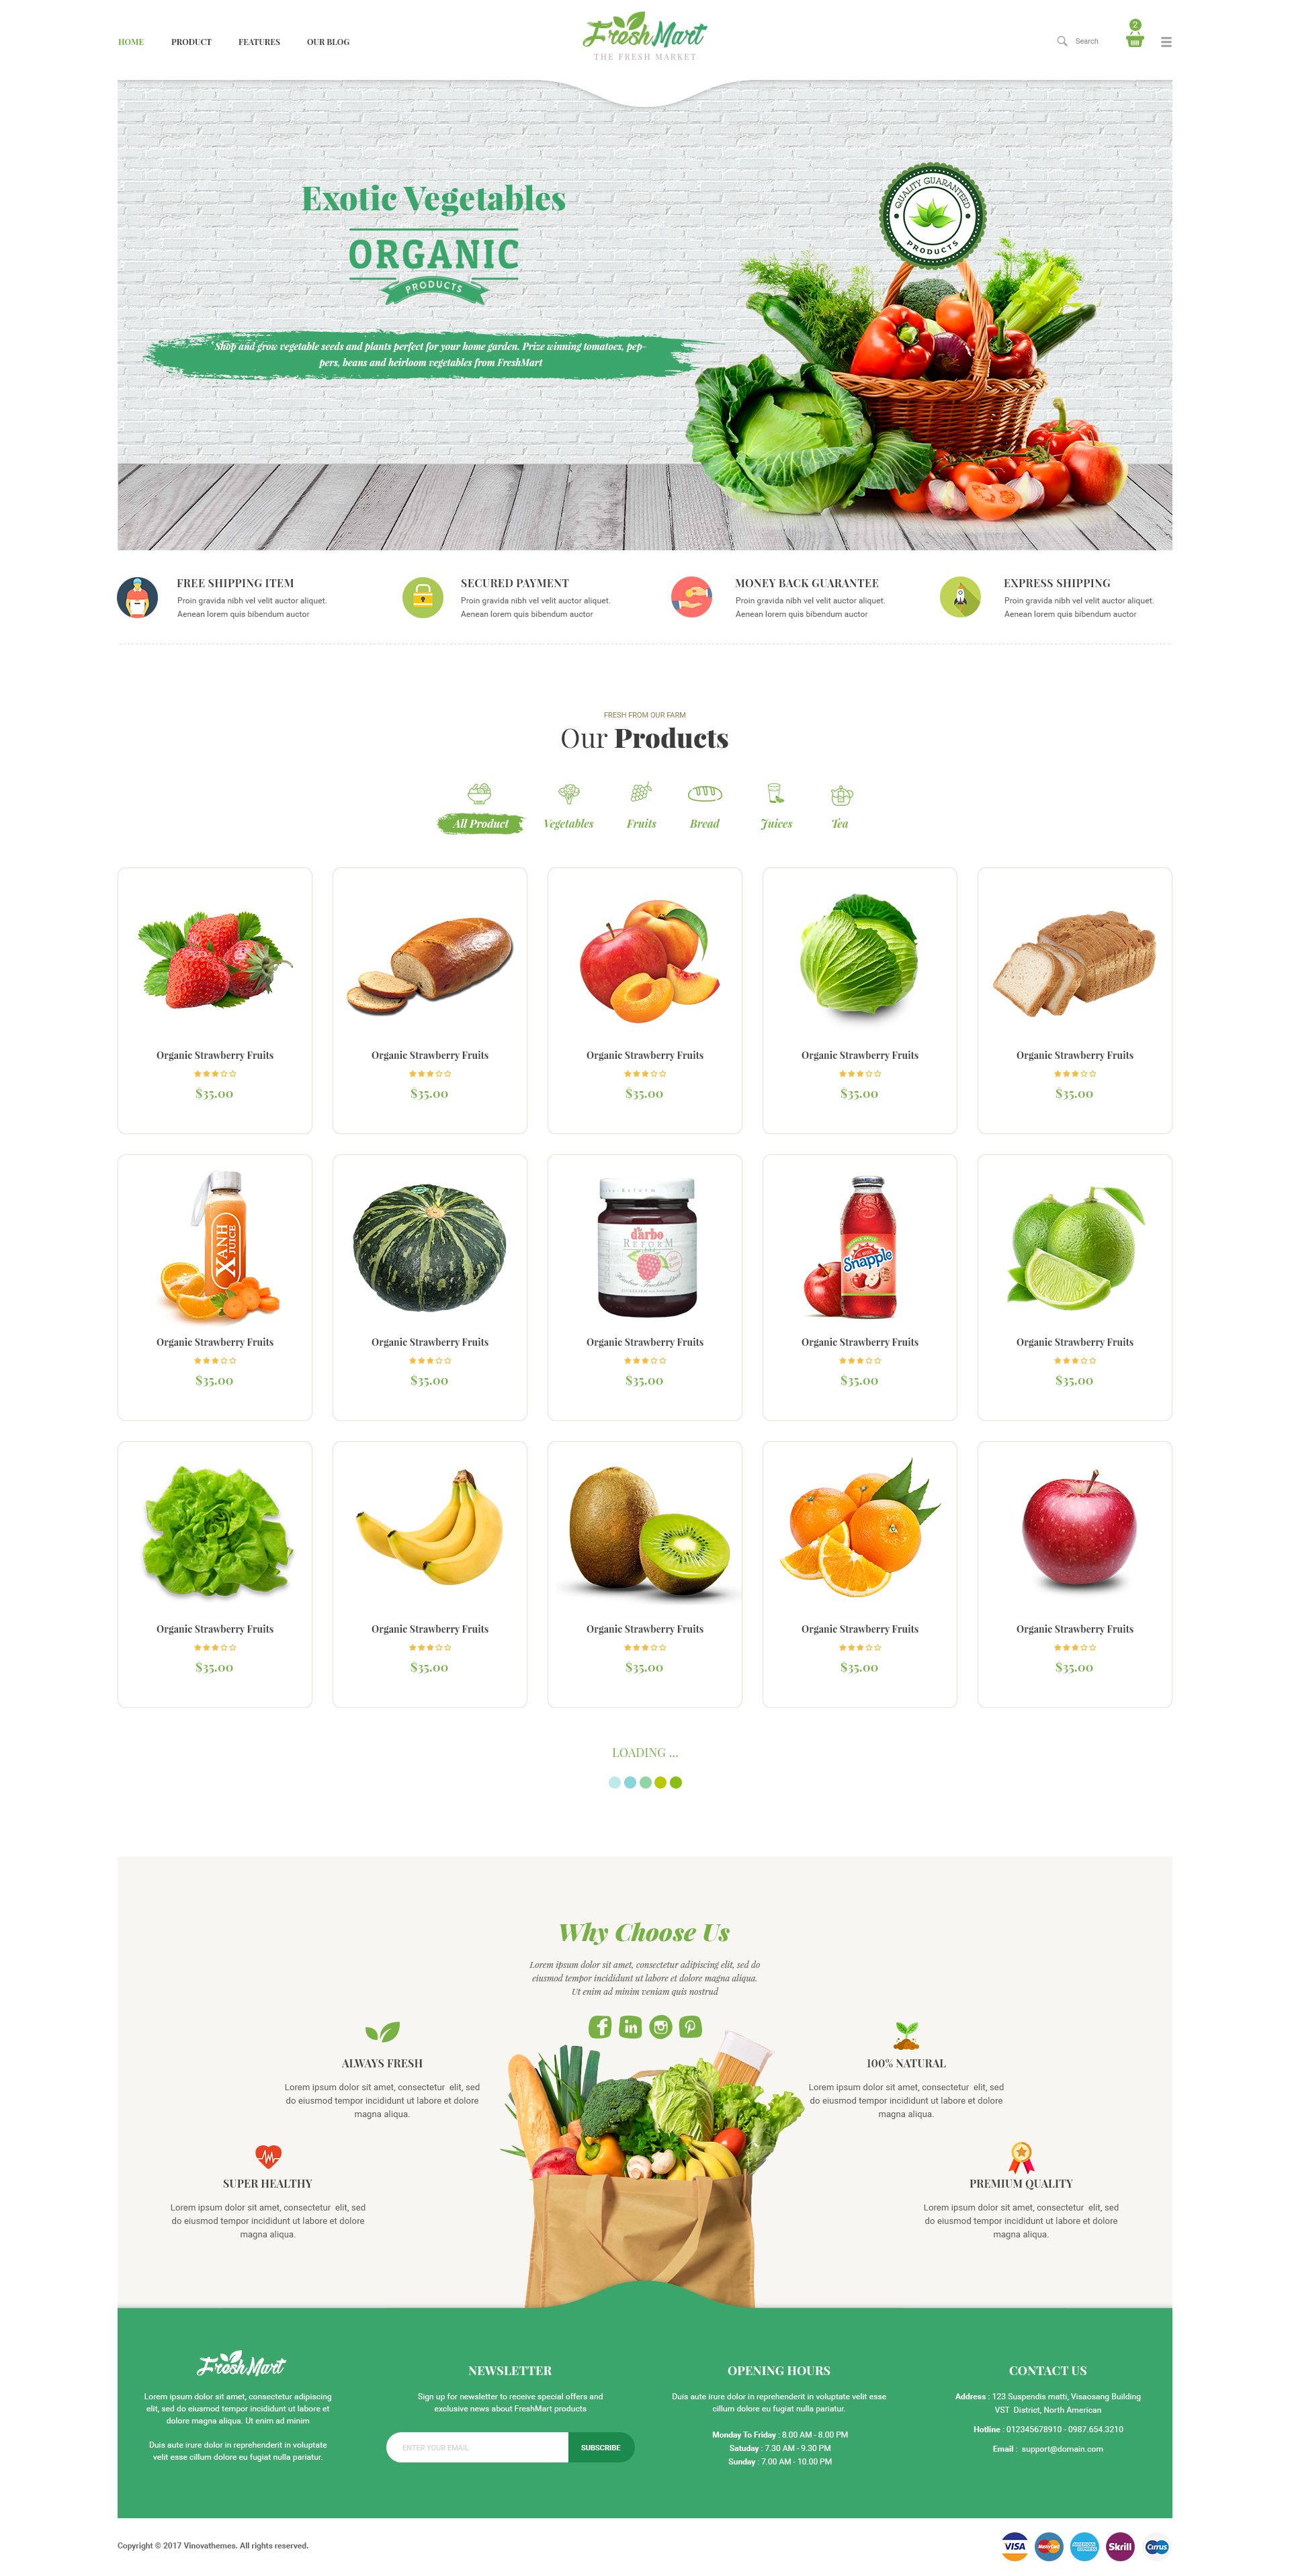 HOME PRODUCT FEATURES OUR BLOG
FreshMart
THE FRESH MARKET
Search
2
Exotic Vegetables
ORGANIC
PRODUCTS
Shop and grow vegetable seeds and plants perfect for your home garden. Prize winning tomatoes, pep-
pers, beans and heirloom vegetables from FreshMart
QUALITY GUARANTEED
PRODUCTS
FREE SHIPPING ITEM
Proin gravida nibh vel velit auctor aliquet.
Aenean lorem quis bibendum auctor
SECURED PAYMENT
Proin gravida nibh vel velit auctor aliquet.
Aenean lorem quis bibendum auctor
MONEY BACK GUARANTEE
Proin gravida nibh vel velit auctor aliquet.
Aenean lorem quis bibendum auctor
EXPRESS SHIPPING
Proin gravida nibh vel velit auctor aliquet.
Aenean lorem quis bibendum auctor
FRESH FROM OUR FARM
Our Products
All Product Vegetables Fruits Bread Juices Tea
Organic Strawberry Fruits
$35.00
Organic Strawberry Fruits
$35.00
Organic Strawberry Fruits
$35.00
Organic Strawberry Fruits
$35.00
Organic Strawberry Fruits
$35.00
XANH
JUICE
Organic Strawberry Fruits
$35.00
Organic Strawberry Fruits
$35.00
darbo
REFORM
Organic Strawberry Fruits
$35.00
Snapple
Organic Strawberry Fruits
$35.00
Organic Strawberry Fruits
$35.00
Organic Strawberry Fruits
$35.00
Organic Strawberry Fruits
$35.00
Organic Strawberry Fruits
$35.00
Organic Strawberry Fruits
$35.00
Organic Strawberry Fruits
$35.00
LOADING ...
Why Choose Us
Lorem ipsum dolor sit amet, consectetur adipiscing elit, sed do
eiusmod tempor incididunt ut labore et dolore magna aliqua.
Ut enim ad minim veniam quis nostrud
ALWAYS FRESH
Lorem ipsum dolor sit amet, consectetur elit, sed
do eiusmod tempor incididunt ut labore et dolore
magna aliqua.
100% NATURAL
Lorem ipsum dolor sit amet, consectetur elit, sed
do eiusmod tempor incididunt ut labore et dolore
magna aliqua.
SUPER HEALTHY
Lorem ipsum dolor sit amet, consectetur elit, sed
do eiusmod tempor incididunt ut labore et dolore
magna aliqua.
PREMIUM QUALITY
Lorem ipsum dolor sit amet, consectetur elit, sed
do eiusmod tempor incididunt ut labore et dolore
magna aliqua.
FreshMart
Lorem ipsum dolor sit amet, consectetur adipiscing
elit, sed do eiusmod tempor incididunt ut labore et
dolore magna aliqua. Ut enim ad minim
Duis aute irure dolor in reprehenderit in voluptate
velit esse cillum dolore eu fugiat nulla pariatur.
NEWSLETTER
Sign up for newsletter to receive special offers and
exclusive news about FreshMart products
ENTER YOUR EMAIL
SUBSCRIBE
OPENING HOURS
Duis aute irure dolor in reprehenderit in voluptate velit esse
cillum dolore eu fugiat nulla pariatur.
Monday To Friday : 8.00 AM - 8.00 PM
Satuday : 7.30 AM - 9.30 PM
Sunday : 7.00 AM - 10.00 PM
CONTACT US
Address : 123 Suspendis matti, Visaosang Building
VST District, North American
Hotline : 012345678910 - 0987.654.3210
Email : support@domain.com
Copyright © 2017 Vinovathemes. All rights reserved.
VISA
MasterCard
AMERICAN EXPRESS
Skrill
Cirrus